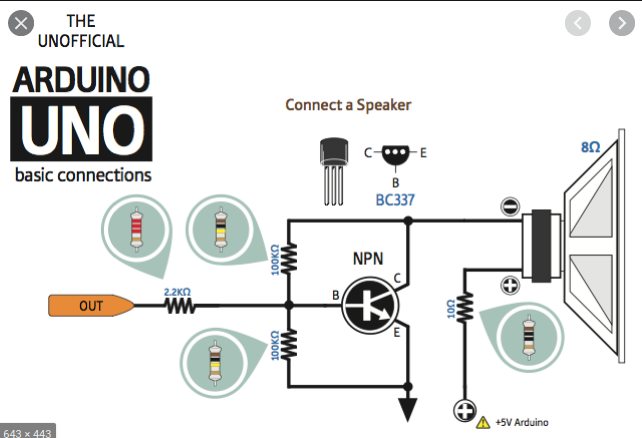 THE
UNOFFICIAL
ARDUINO
UNO
basic connections
Connect a Speaker
C
E
B
BC337
8Ω
100KΩ
NPN
C
2.2KΩ
B
OUT
10Ω
100KΩ
E
+5V Arduino
643 × 443